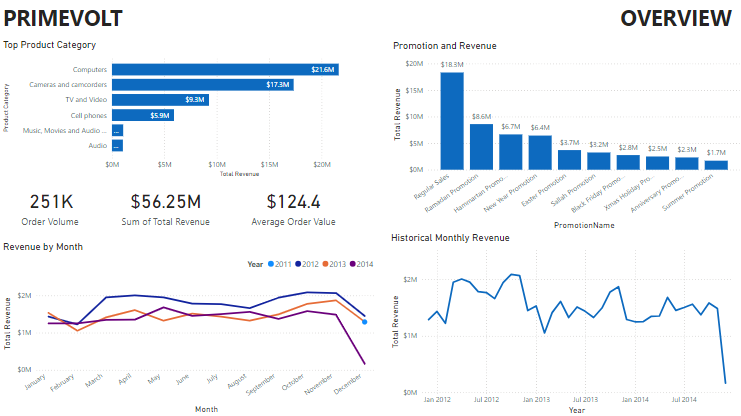 PRIMEVOLT
OVERVIEW
Top Product Category
Product Category
Computers
$21.6M
Cameras and camcorders
$17.3M
TV and Video
$9.3M
Cell phones
$5.9M
Music, Movies and Audio ...
...
Audio
...
$0M $5M $10M $15M $20M
Total Revenue
Promotion and Revenue
Total Revenue
$20M
$15M
$10M
$5M
$0M
$18.3M $8.6M $6.7M $6.4M $3.7M $3.2M $2.8M $2.5M $2.3M $1.7M
Regular Sales
Ramadan Promotion
Hammattan Promo...
New Year Promotion
Easter Promotion
Sallah Promotion
Black Friday Promo...
Xmas Holiday Pro...
Anniversary Promo...
Summer Promotion
PromotionName
251K
Order Volume
$56.25M
Sum of Total Revenue
$124.4
Average Order Value
Revenue by Month
Year 2011 2012 2013 2014
Total Revenue
$2M
$1M
$0M
January February March April May June July August September October November December
Month
Historical Monthly Revenue
Total Revenue
$2M
$1M
$0M
Jan 2012 Jul 2012 Jan 2013 Jul 2013 Jan 2014 Jul 2014
Year